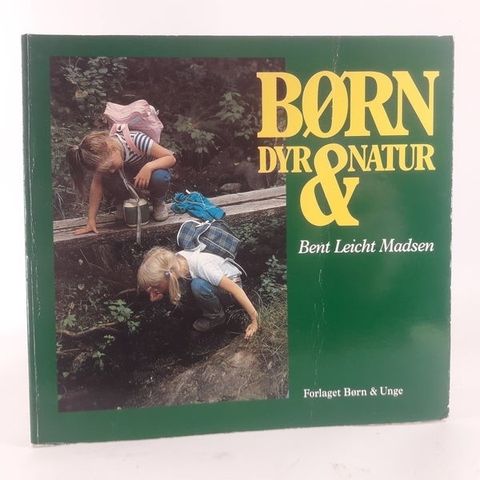 BØRN
DYR & NATUR
Bent Leicht Madsen
Forlaget Børn & Unge